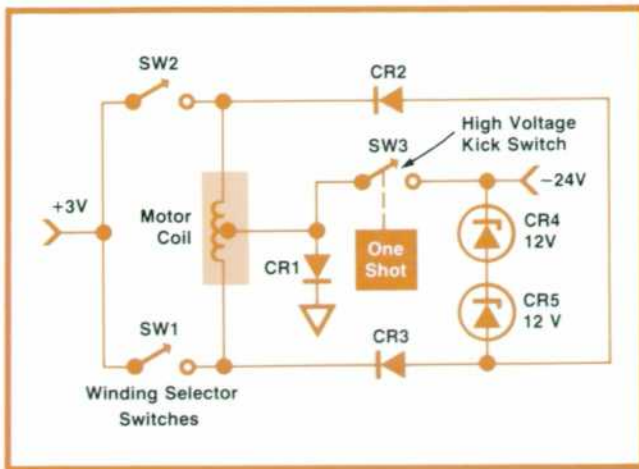 SW2
CR2
High Voltage
Kick Switch
SW3
+3V
−24V
Motor
Coil
CR4
12V
One
Shot
CR1
CR5
12 V
SW1
CR3
Winding Selector
Switches